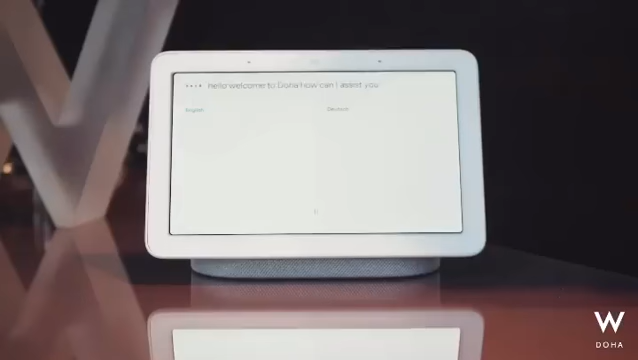 hello welcome to Doha how can I assist you
English
Deutsch
W
DOHA